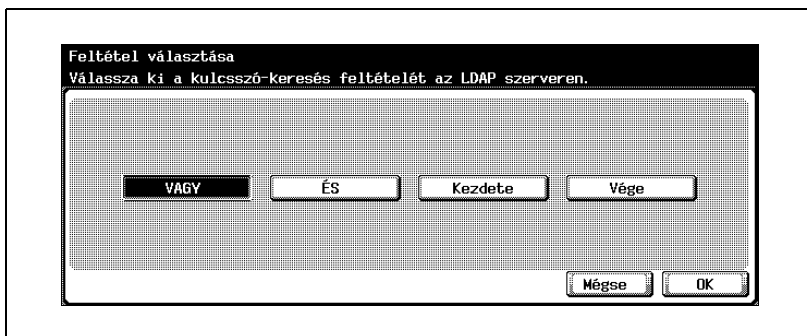 Feltétel választása
Válassza ki a kulcsszó-keresés feltételét az LDAP szerveren.
VAGY ÉS Kezdete Vége
Mégse OK